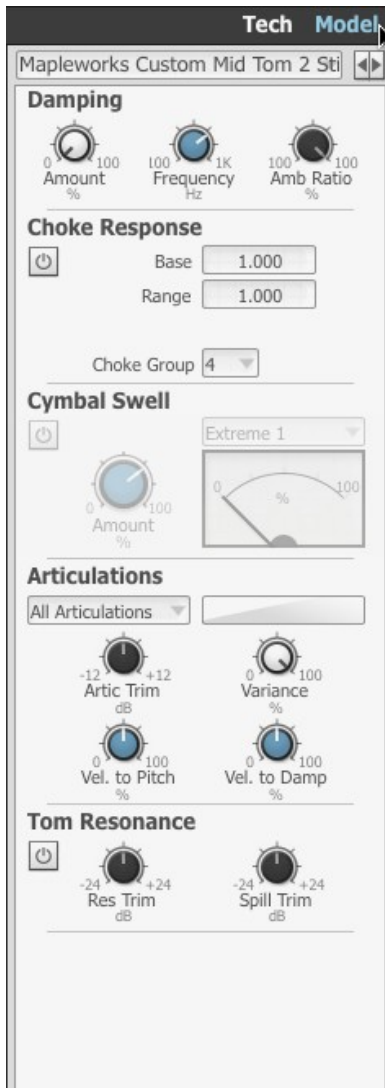 Tech Model
Mapleworks Custom Mid Tom 2 Sti
Damping
0 100 100 1K 100 100
Amount Frequency Amb Ratio
% Hz %
Choke Response
Base 1.000
Range 1.000
Choke Group 4
Cymbal Swell
Extreme 1
0 % 100
0 100
Amount
%
Articulations
All Articulations
-12 +12 0 100
Artic Trim Variance
dB %
0 100 0 100
Vel. to Pitch Vel. to Damp
% %
Tom Resonance
-24 +24 -24 +24
Res Trim Spill Trim
dB dB